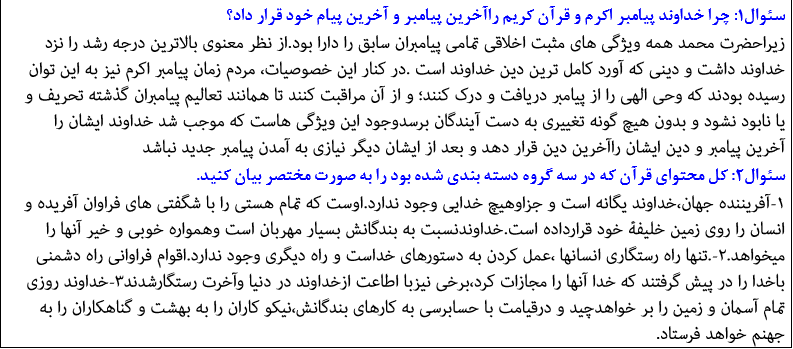 سئوال۱: چرا خداوند پیامبر اکرم و قرآن کریم راآخرین پیامبر و آخرین پیام خود قرار داد؟
زیراحضرت محمد همه ویژگی های مثبت اخلاقی تمامی پیامبران سابق را دارا بود.از نظر معنوی بالاترین درجه رشد را نزد
خداوند داشت و دینی که آورد کامل ترین دین خداوند است .در کنار این خصوصیات، مردم زمان پیامبر اکرم نیز به این توان
رسیده بودند که وحی الهی را از پیامبر دریافت و درک کنند؛ و از آن مراقبت کنند تا همانند تعالیم پیامبران گذشته تحریف و
یا نابود نشود و بدون هیچ گونه تغییری به دست آیندگان برسدوجود این ویژگی هاست که موجب شد خداوند ایشان را
آخرین پیامبر و دین ایشان راآخرین دین قرار دهد و بعد از ایشان دیگر نیازی به آمدن پیامبر جدید نباشد
سئوال۲: کل محتوای قرآن که در سه گروه دسته بندی شده بود را به صورت مختصر بیان کنید.
۱-آفریننده جهان،خداوند یگانه است و جزاوهیچ خدایی وجود ندارد.اوست که تمام هستی را با شگفتی های فراوان آفریده و
انسان را روی زمین خلیفهٔ خود قرارداده است.خداوندنسبت به بندگانش بسیار مهربان است وهمواره خوبی و خیر آنها را
میخواهد.۲-.تنها راه رستگاری انسانها ،عمل کردن به دستورهای خداست و راه دیگری وجود ندارد.اقوام فراوانی راه دشمنی
باخدا را در پیش گرفتند که خدا آنها را مجازات کرد،برخی نیزبا اطاعت ازخداوند در دنیا وآخرت رستگارشدند۳-خداوند روزی
تمام آسمان و زمین را بر خواهدچید و درقیامت با حسابرسی به کارهای بندگانش،نیکو کاران را به بهشت و گناهکاران را به
جهنم خواهد فرستاد.